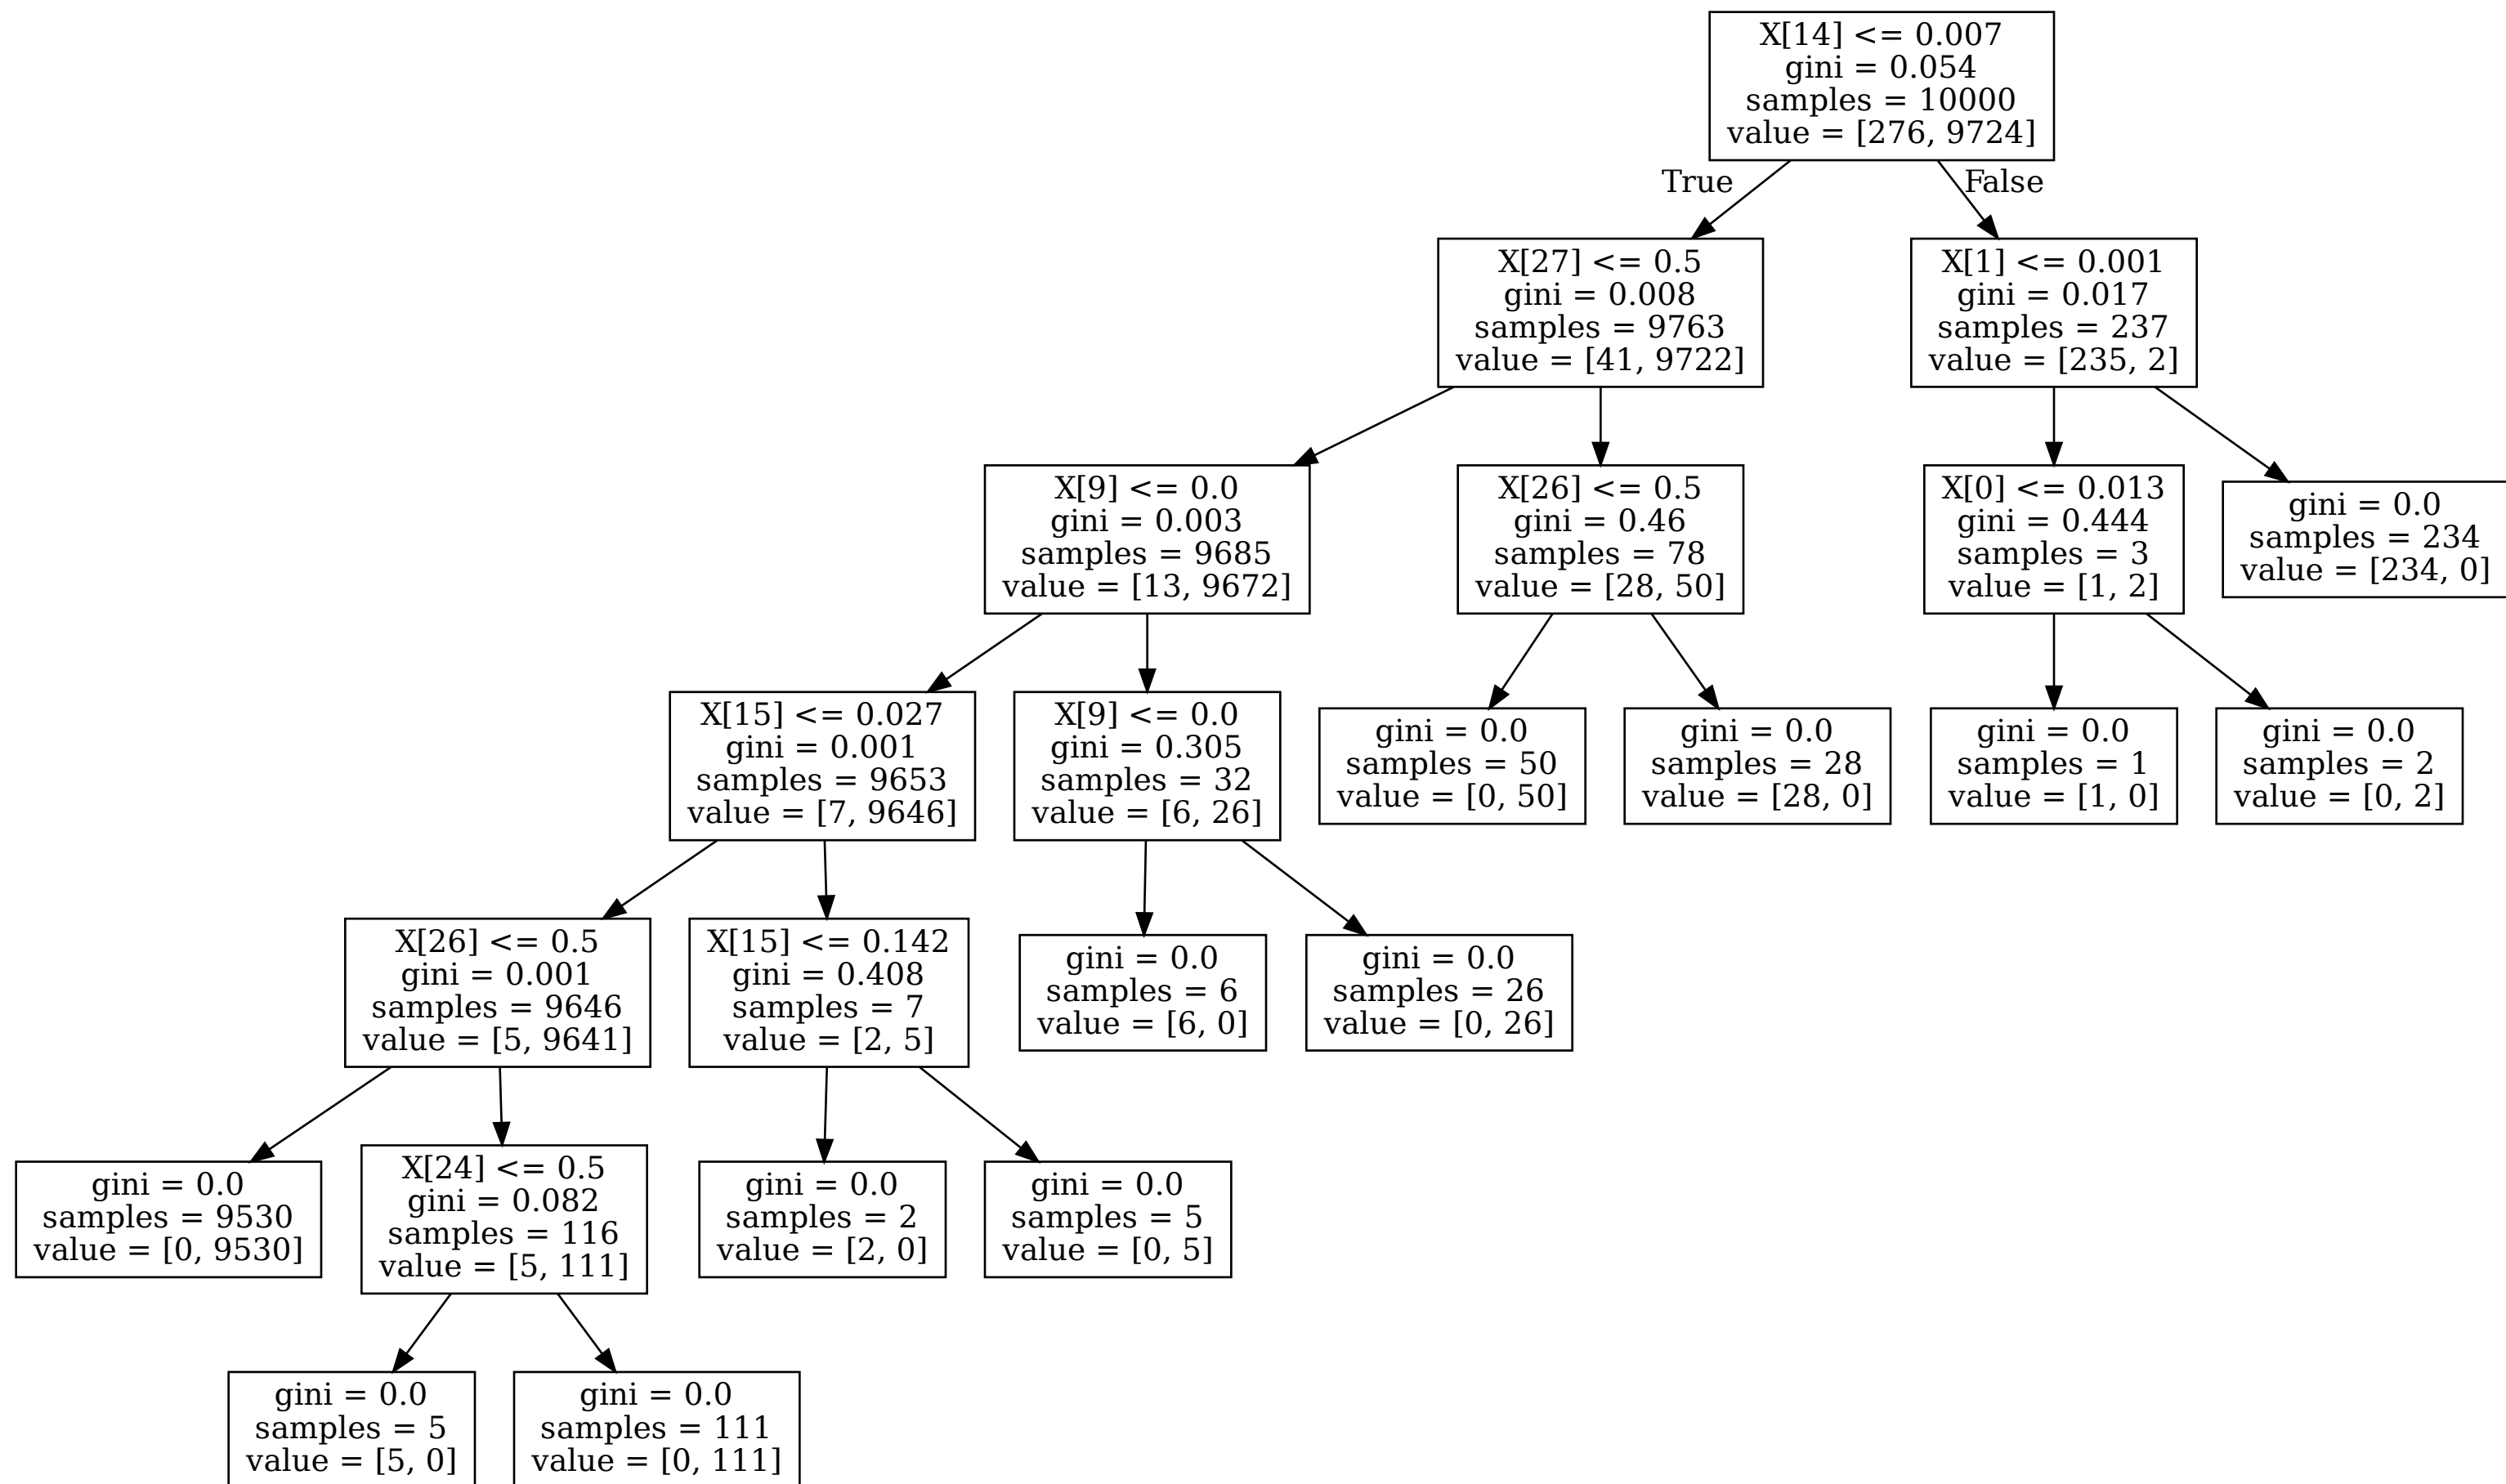 X[14] <= 0.007
gini = 0.054
samples = 10000
value = [276, 9724]
True
False
X[27] <= 0.5
gini = 0.008
samples = 9763
value = [41, 9722]
X[1] <= 0.001
gini = 0.017
samples = 237
value = [235, 2]
X[9] <= 0.0
gini = 0.003
samples = 9685
value = [13, 9672]
X[26] <= 0.5
gini = 0.46
samples = 78
value = [28, 50]
X[0] <= 0.013
gini = 0.444
samples = 3
value = [1, 2]
gini = 0.0
samples = 234
value = [234, 0]
X[15] <= 0.027
gini = 0.001
samples = 9653
value = [7, 9646]
X[9] <= 0.0
gini = 0.305
samples = 32
value = [6, 26]
gini = 0.0
samples = 50
value = [0, 50]
gini = 0.0
samples = 28
value = [28, 0]
gini = 0.0
samples = 1
value = [1, 0]
gini = 0.0
samples = 2
value = [0, 2]
X[26] <= 0.5
gini = 0.001
samples = 9646
value = [5, 9641]
X[15] <= 0.142
gini = 0.408
samples = 7
value = [2, 5]
gini = 0.0
samples = 6
value = [6, 0]
gini = 0.0
samples = 26
value = [0, 26]
gini = 0.0
samples = 9530
value = [0, 9530]
X[24] <= 0.5
gini = 0.082
samples = 116
value = [5, 111]
gini = 0.0
samples = 2
value = [2, 0]
gini = 0.0
samples = 5
value = [0, 5]
gini = 0.0
samples = 5
value = [5, 0]
gini = 0.0
samples = 111
value = [0, 111]